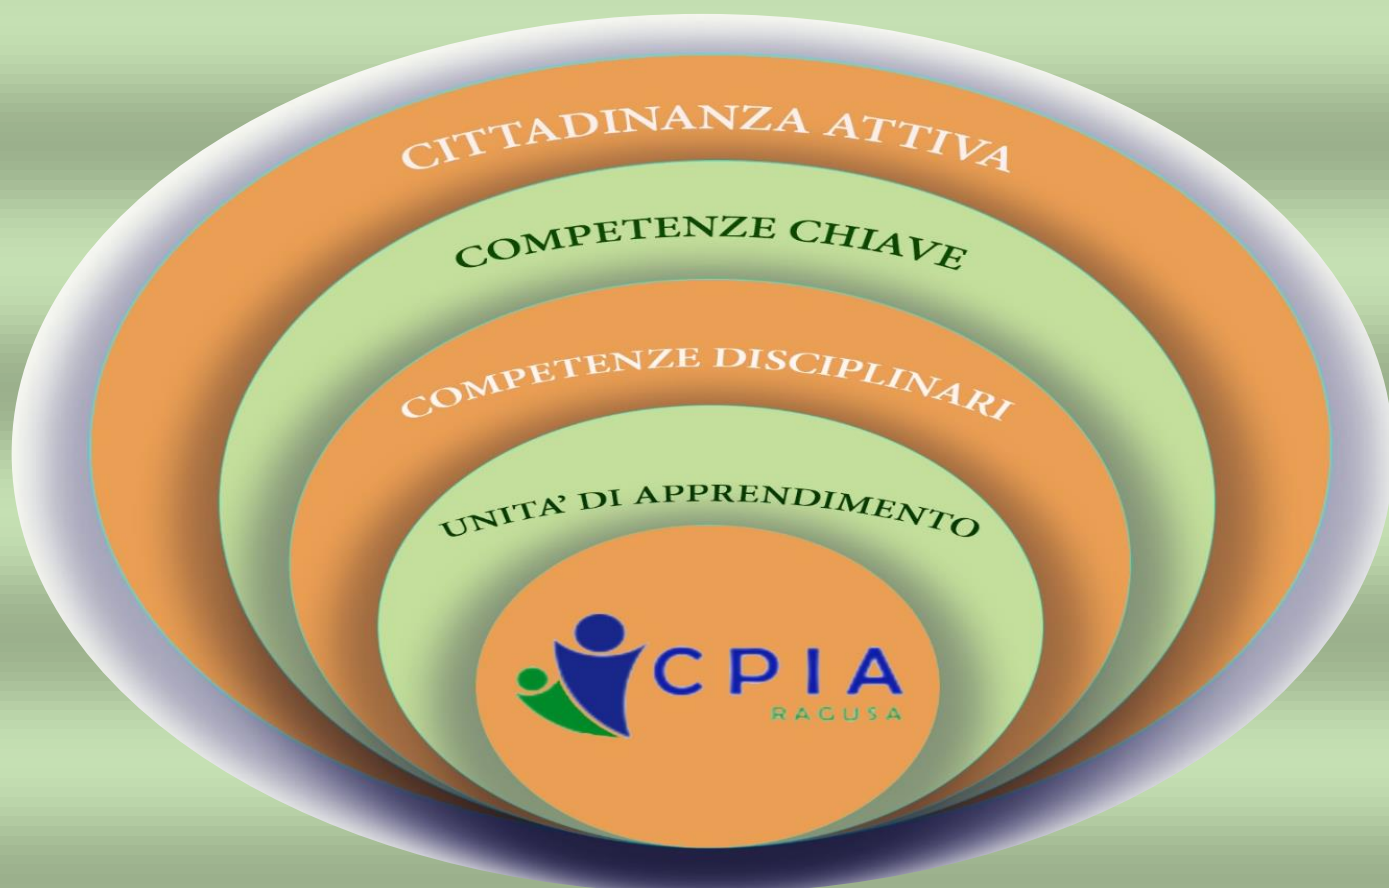 CITTADINANZA ATTIVA
COMPETENZE CHIAVE
COMPETENZE DISCIPLINARI
UNITA’ DI APPRENDIMENTO
CPIA
RAGUSA